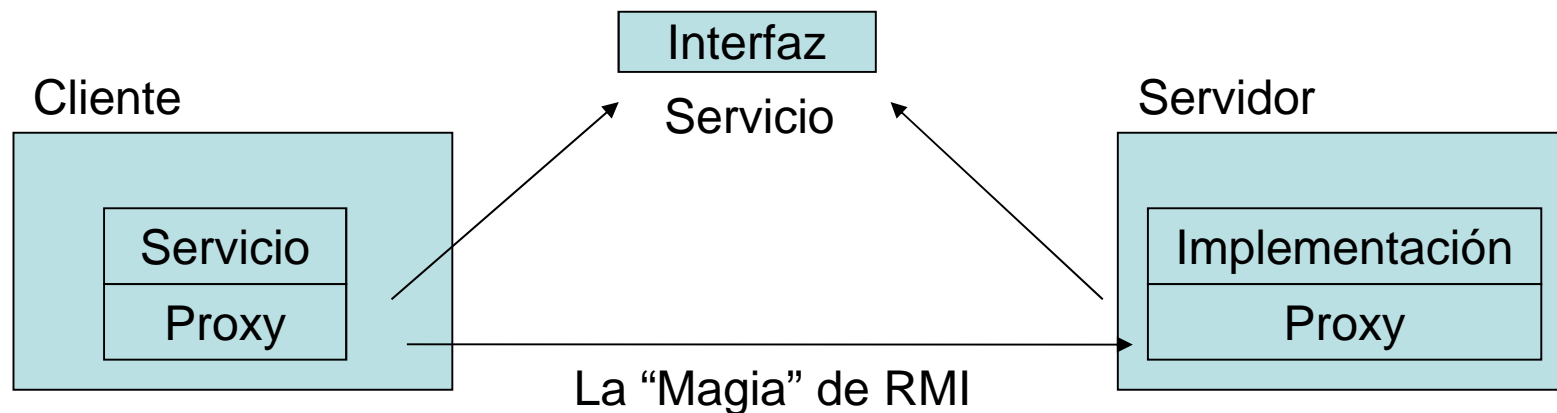 Interfaz
Servicio
Cliente
Servidor
Servicio
Proxy
Implementación
Proxy
La “Magia” de RMI